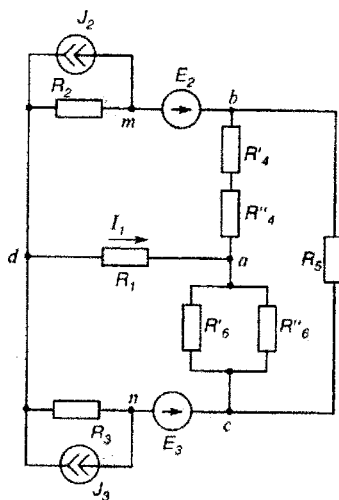 J₂
R₂
m
E₂
b
R'₄
R"₄
d
I₁
R₁
a
R₅
R'₆
R"₆
R₃
n
E₃
c
J₃